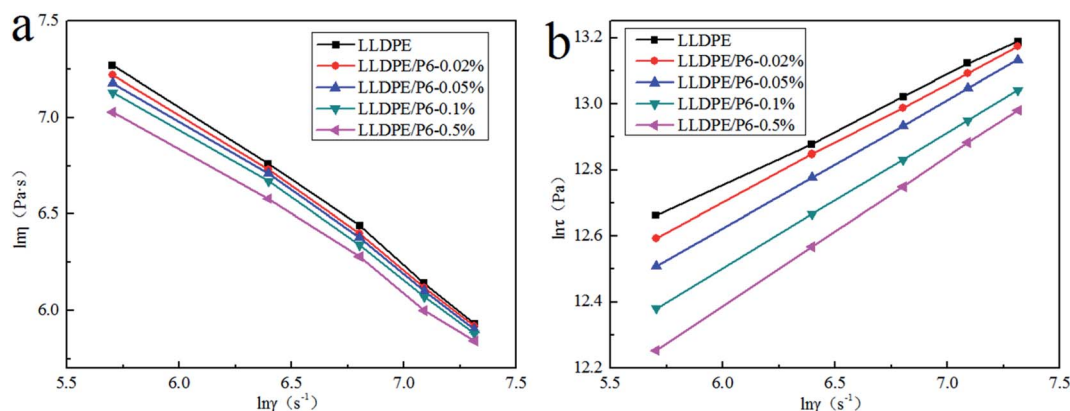 a
7.5
7.0
6.5
6.0
lnη（Pa·s）
LLDPE
LLDPE/P6-0.02%
LLDPE/P6-0.05%
LLDPE/P6-0.1%
LLDPE/P6-0.5%
5.5 6.0 6.5 7.0 7.5
lnγ（s⁻¹）
b
13.2
13.0
12.8
12.6
12.4
12.2
lnτ（Pa）
LLDPE
LLDPE/P6-0.02%
LLDPE/P6-0.05%
LLDPE/P6-0.1%
LLDPE/P6-0.5%
5.5 6.0 6.5 7.0 7.5
lnγ（s⁻¹）